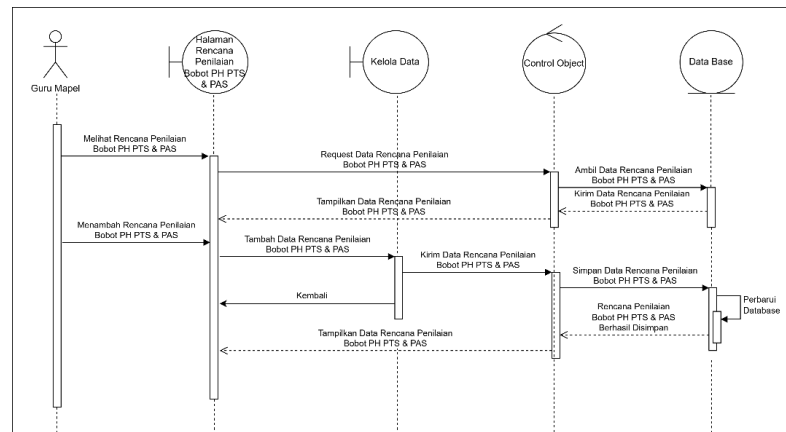 Halaman
Rencana
Penilaian
Bobot PH PTS
& PAS
Kelola Data
Control Object
Data Base
Guru Mapel
Melihat Rencana Penilaian
Bobot PH PTS & PAS
Request Data Rencana Penilaian
Bobot PH PTS & PAS
Ambil Data Rencana Penilaian
Bobot PH PTS & PAS
Kirim Data Rencana Penilaian
Bobot PH PTS & PAS
Tampilkan Data Rencana Penilaian
Bobot PH PTS & PAS
Menambah Rencana Penilaian
Bobot PH PTS & PAS
Tambah Data Rencana Penilaian
Bobot PH PTS & PAS
Kirim Data Rencana Penilaian
Bobot PH PTS & PAS
Simpan Data Rencana Penilaian
Bobot PH PTS & PAS
Kembali
Perbarui
Database
Rencana Penilaian
Bobot PH PTS & PAS
Berhasil Disimpan
Tampilkan Data Rencana Penilaian
Bobot PH PTS & PAS